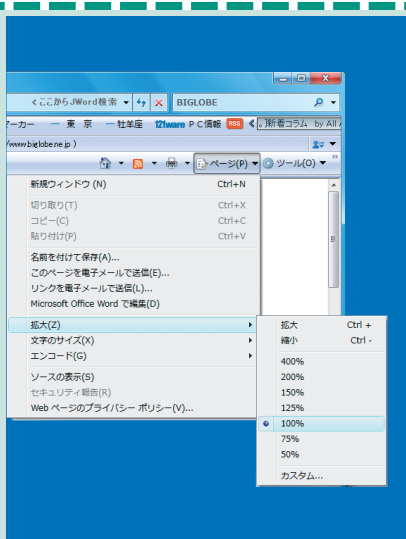 くここからJWord検索
BIGLOBE
ーカー ー 東 京 ー牡羊座 121ware PC情報 RSS 《
新着コラム by All A
/www.biglobe.ne.jp )
ページ(P) ツール(O) »
新規ウィンドウ (N) Ctrl+N
切り取り(T) Ctrl+X
コピー(C) Ctrl+C
貼り付け(P) Ctrl+V
名前を付けて保存(A)...
このページを電子メールで送信(E)...
リンクを電子メールで送信(L)...
Microsoft Office Word で編集(D)
拡大(Z)
文字のサイズ(X)
エンコード(G)
ソースの表示(S)
セキュリティ報告(R)
Web ページのプライバシー ポリシー(V)...
拡大 Ctrl +
縮小 Ctrl -
400%
200%
150%
125%
100%
75%
50%
カスタム...